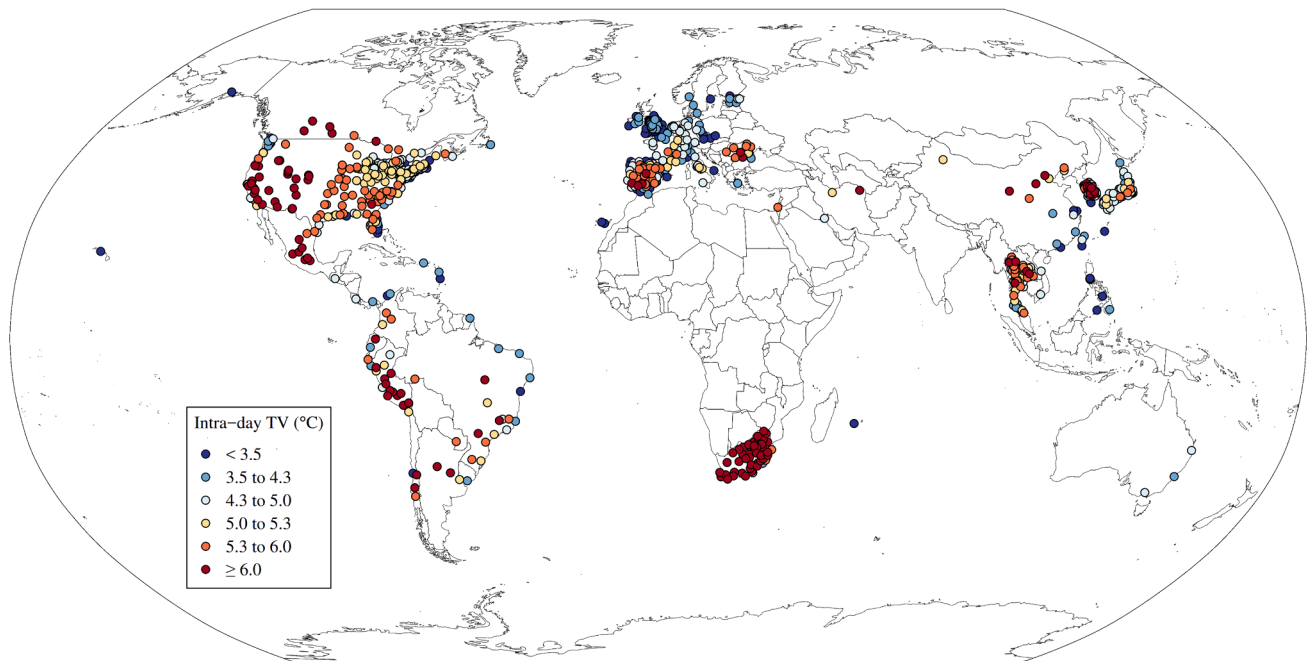 Intra−day TV (°C)
< 3.5
3.5 to 4.3
4.3 to 5.0
5.0 to 5.3
5.3 to 6.0
≥ 6.0